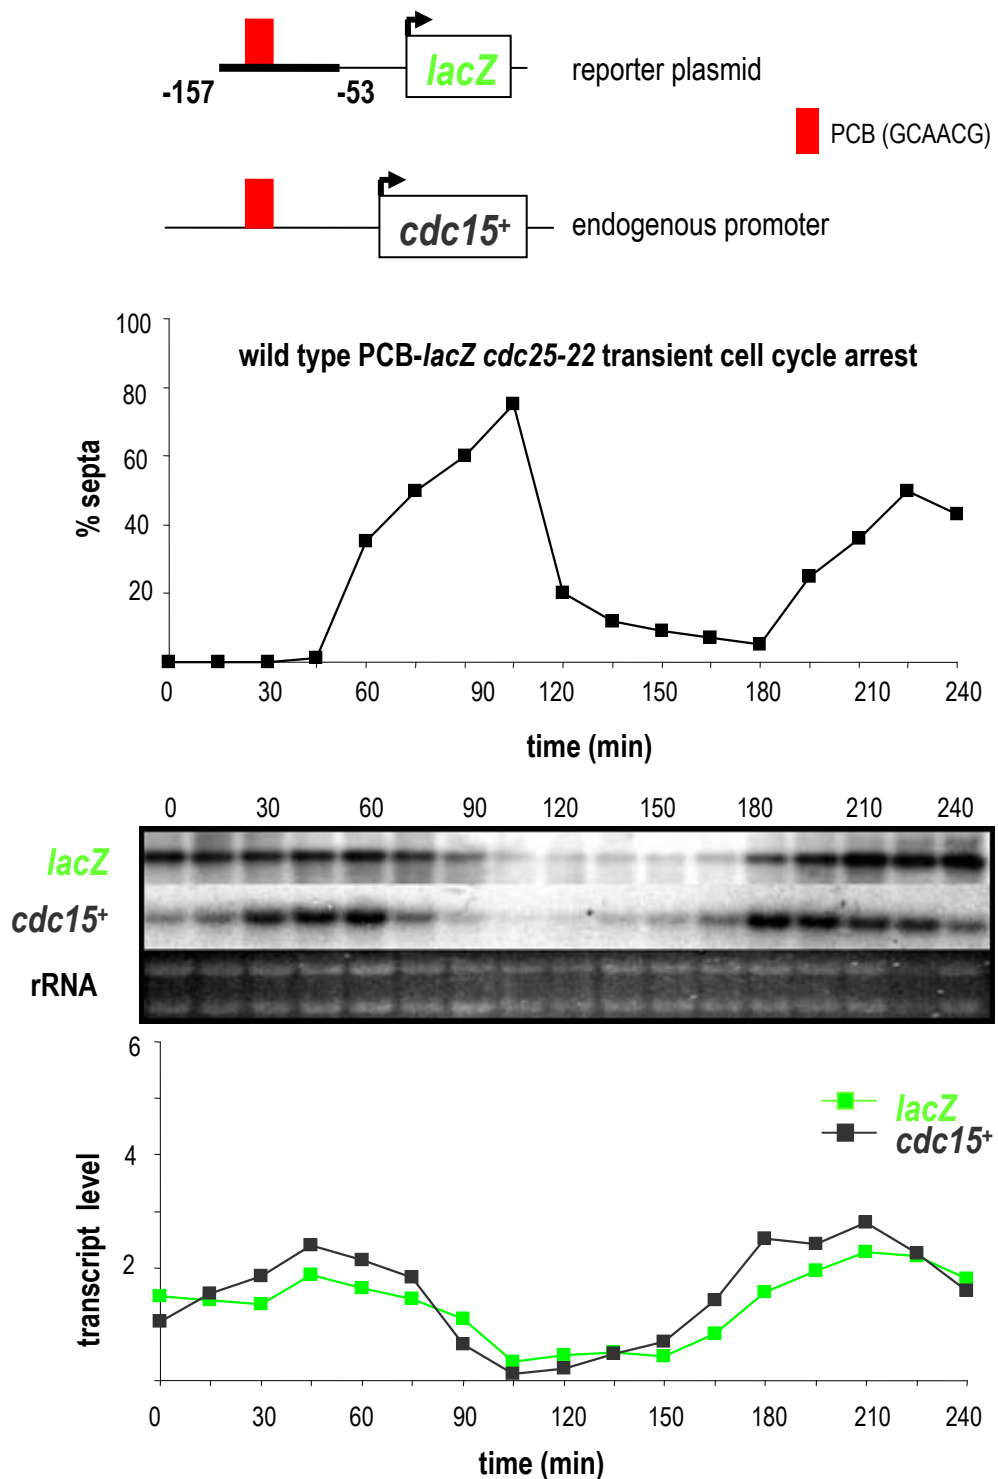 lacZ
-157
-53
reporter plasmid
PCB (GCAACG)
cdc15+
endogenous promoter
100
80
60
40
20
% septa
wild type PCB-lacZ cdc25-22 transient cell cycle arrest
0 30 60 90 120 150 180 210 240
time (min)
0 30 60 90 120 150 180 210 240
lacZ
cdc15+
rRNA
6
4
2
transcript level
lacZ
cdc15+
0 30 60 90 120 150 180 210 240
time (min)